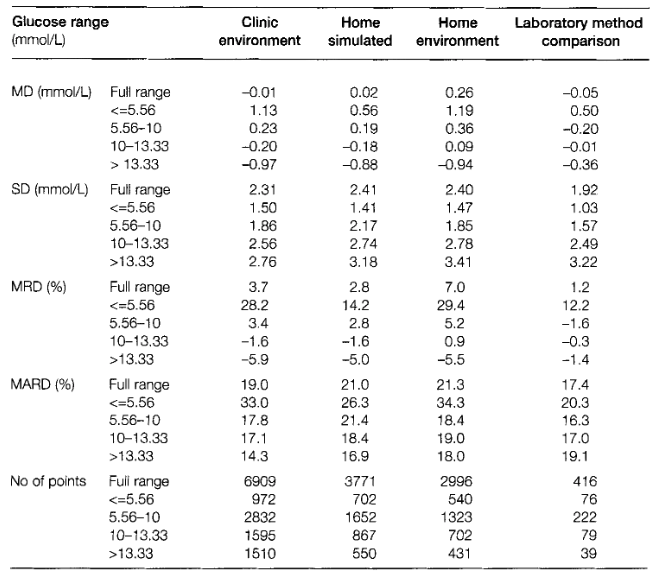 Glucose range Clinic Home Home Laboratory method
(mmol/L) environment simulated environment comparison
MD (mmol/L) Full range –0.01 0.02 0.26 –0.05
<=5.56 1.13 0.56 1.19 0.50
5.56–10 0.23 0.19 0.36 –0.20
10–13.33 –0.20 –0.18 0.09 –0.01
> 13.33 –0.97 –0.88 –0.94 –0.36
SD (mmol/L) Full range 2.31 2.41 2.40 1.92
<=5.56 1.50 1.41 1.47 1.03
5.56–10 1.86 2.17 1.85 1.57
10–13.33 2.56 2.74 2.78 2.49
>13.33 2.76 3.18 3.41 3.22
MRD (%) Full range 3.7 2.8 7.0 1.2
<=5.56 28.2 14.2 29.4 12.2
5.56–10 3.4 2.8 5.2 –1.6
10–13.33 –1.6 –1.6 0.9 –0.3
>13.33 –5.9 –5.0 –5.5 –1.4
MARD (%) Full range 19.0 21.0 21.3 17.4
<=5.56 33.0 26.3 34.3 20.3
5.56–10 17.8 21.4 18.4 16.3
10–13.33 17.1 18.4 19.0 17.0
>13.33 14.3 16.9 18.0 19.1
No of points Full range 6909 3771 2996 416
<=5.56 972 702 540 76
5.56–10 2832 1652 1323 222
10–13.33 1595 867 702 79
>13.33 1510 550 431 39